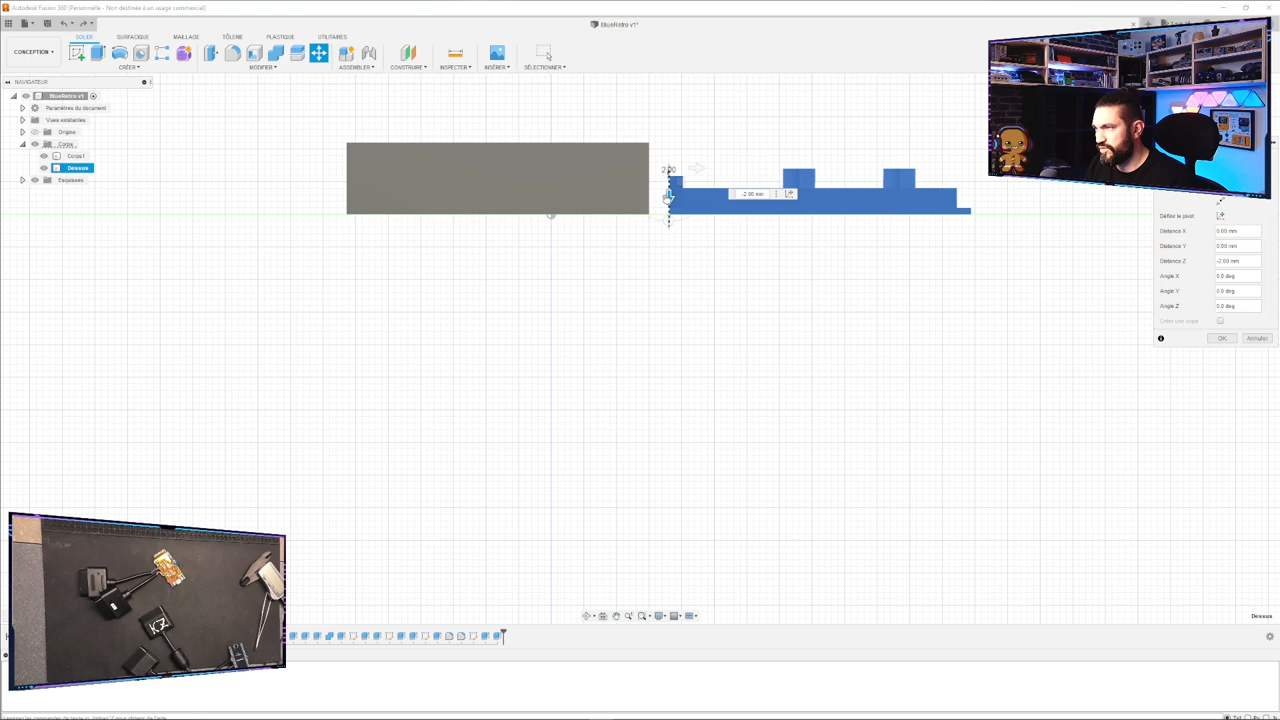 Autodesk Fusion 360 (Personnelle - Non destinée à un usage commercial)
BlueRetro v1*
SOLIDE SURFACIQUE MAILLAGE TÔLERIE PLASTIQUE UTILITAIRES
CONCEPTION
CRÉER MODIFIER ASSEMBLER CONSTRUIRE INSPECTER INSÉRER SÉLECTIONNER
NAVIGATEUR
BlueRetro v1
Paramètres du document
Vues existantes
Origine
Corps
Corps1
Dessus
Esquisses
2.00
-2.00 mm
Définir le pivot
Distance X 0.00 mm
Distance Y 0.00 mm
Distance Z -2.00 mm
Angle X 0.0 deg
Angle Y 0.0 deg
Angle Z 0.0 deg
Créer une copie
OK Annuler
Dessus
Txt Py